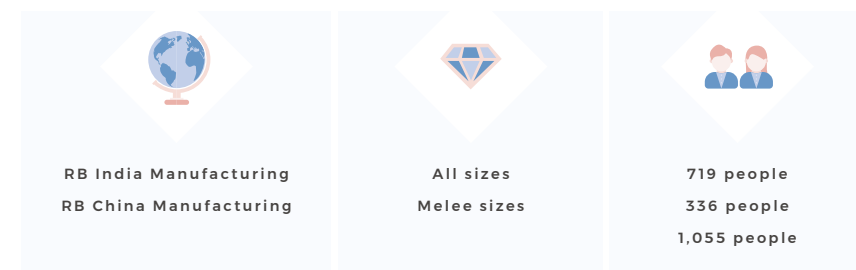 RB India Manufacturing
RB China Manufacturing
All sizes
Melee sizes
719 people
336 people
1,055 people